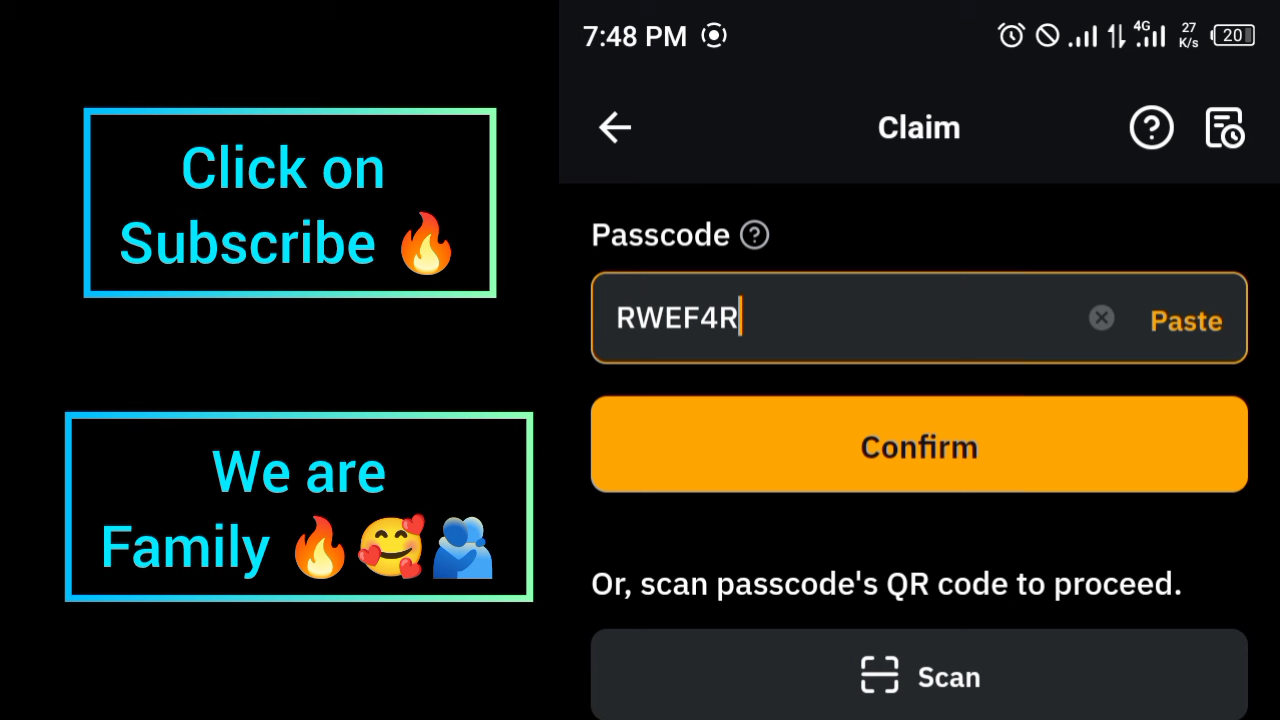 Click on
Subscribe 🔥
We are
Family 🔥🥰🫂
7:48 PM
4G
27
K/s
20
Claim
Passcode
RWEF4R
Paste
Confirm
Or, scan passcode's QR code to proceed.
Scan